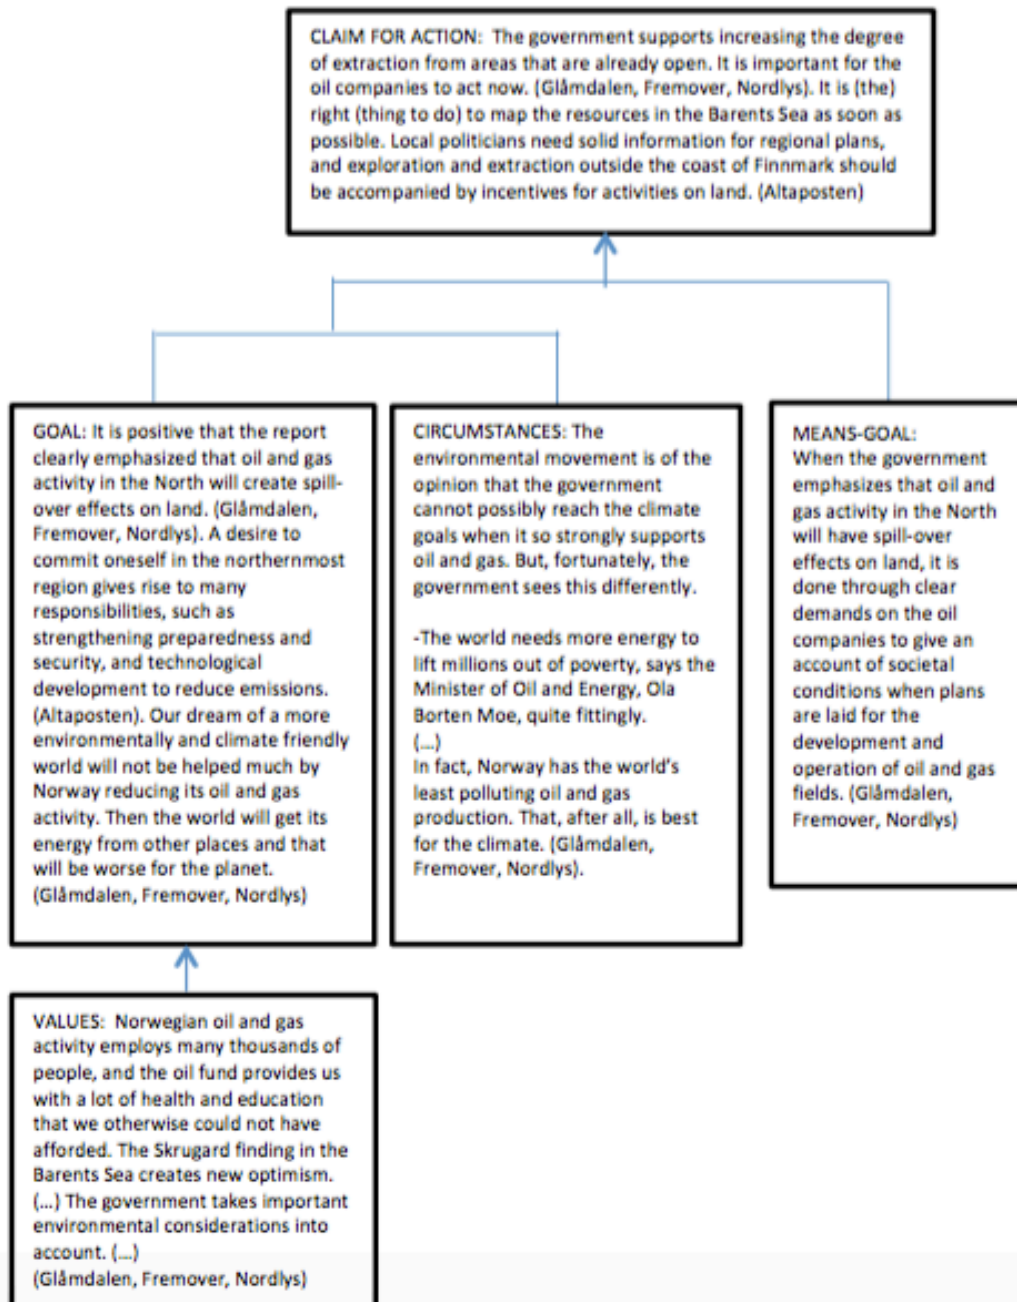 CLAIM FOR ACTION: The government supports increasing the degree
of extraction from areas that are already open. It is important for the
oil companies to act now. (Glåmdalen, Fremover, Nordlys). It is (the)
right (thing to do) to map the resources in the Barents Sea as soon as
possible. Local politicians need solid information for regional plans,
and exploration and extraction outside the coast of Finnmark should
be accompanied by incentives for activities on land. (Altaposten)
GOAL: It is positive that the report
clearly emphasized that oil and gas
activity in the North will create spill-
over effects on land. (Glåmdalen,
Fremover, Nordlys). A desire to
commit oneself in the northernmost
region gives rise to many
responsibilities, such as
strengthening preparedness and
security, and technological
development to reduce emissions.
(Altaposten). Our dream of a more
environmentally and climate friendly
world will not be helped much by
Norway reducing its oil and gas
activity. Then the world will get its
energy from other places and that
will be worse for the planet.
(Glåmdalen, Fremover, Nordlys)
CIRCUMSTANCES: The
environmental movement is of the
opinion that the government
cannot possibly reach the climate
goals when it so strongly supports
oil and gas. But, fortunately, the
government sees this differently.
-The world needs more energy to
lift millions out of poverty, says the
Minister of Oil and Energy, Ola
Borten Moe, quite fittingly.
(...)
In fact, Norway has the world's
least polluting oil and gas
production. That, after all, is best
for the climate. (Glåmdalen,
Fremover, Nordlys).
MEANS-GOAL:
When the government
emphasizes that oil and
gas activity in the North
will have spill-over
effects on land, it is
done through clear
demands on the oil
companies to give an
account of societal
conditions when plans
are laid for the
development and
operation of oil and gas
fields. (Glåmdalen,
Fremover, Nordlys)
VALUES: Norwegian oil and gas
activity employs many thousands of
people, and the oil fund provides us
with a lot of health and education
that we otherwise could not have
afforded. The Skrugard finding in the
Barents Sea creates new optimism.
(...) The government takes important
environmental considerations into
account. (...)
(Glåmdalen, Fremover, Nordlys)